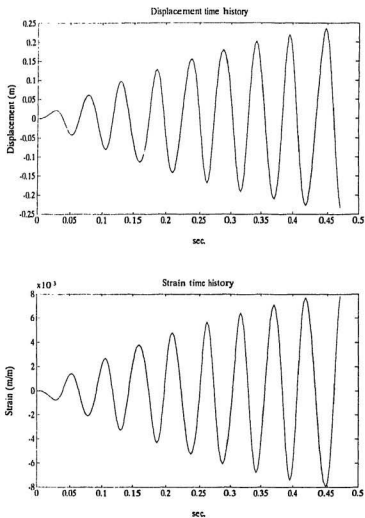 Displacement time history
0.25
0.2
0.15
0.1
0.05
0
-0.05
-0.1
-0.15
-0.2
-0.25
Displacement (m)
0 0.05 0.1 0.15 0.2 0.25 0.3 0.35 0.4 0.45 0.5
sec.
x10⁻³
Strain time history
8
6
4
2
0
-2
-4
-6
-8
Strain (m/m)
0 0.05 0.1 0.15 0.2 0.25 0.3 0.35 0.4 0.45 0.5
sec.